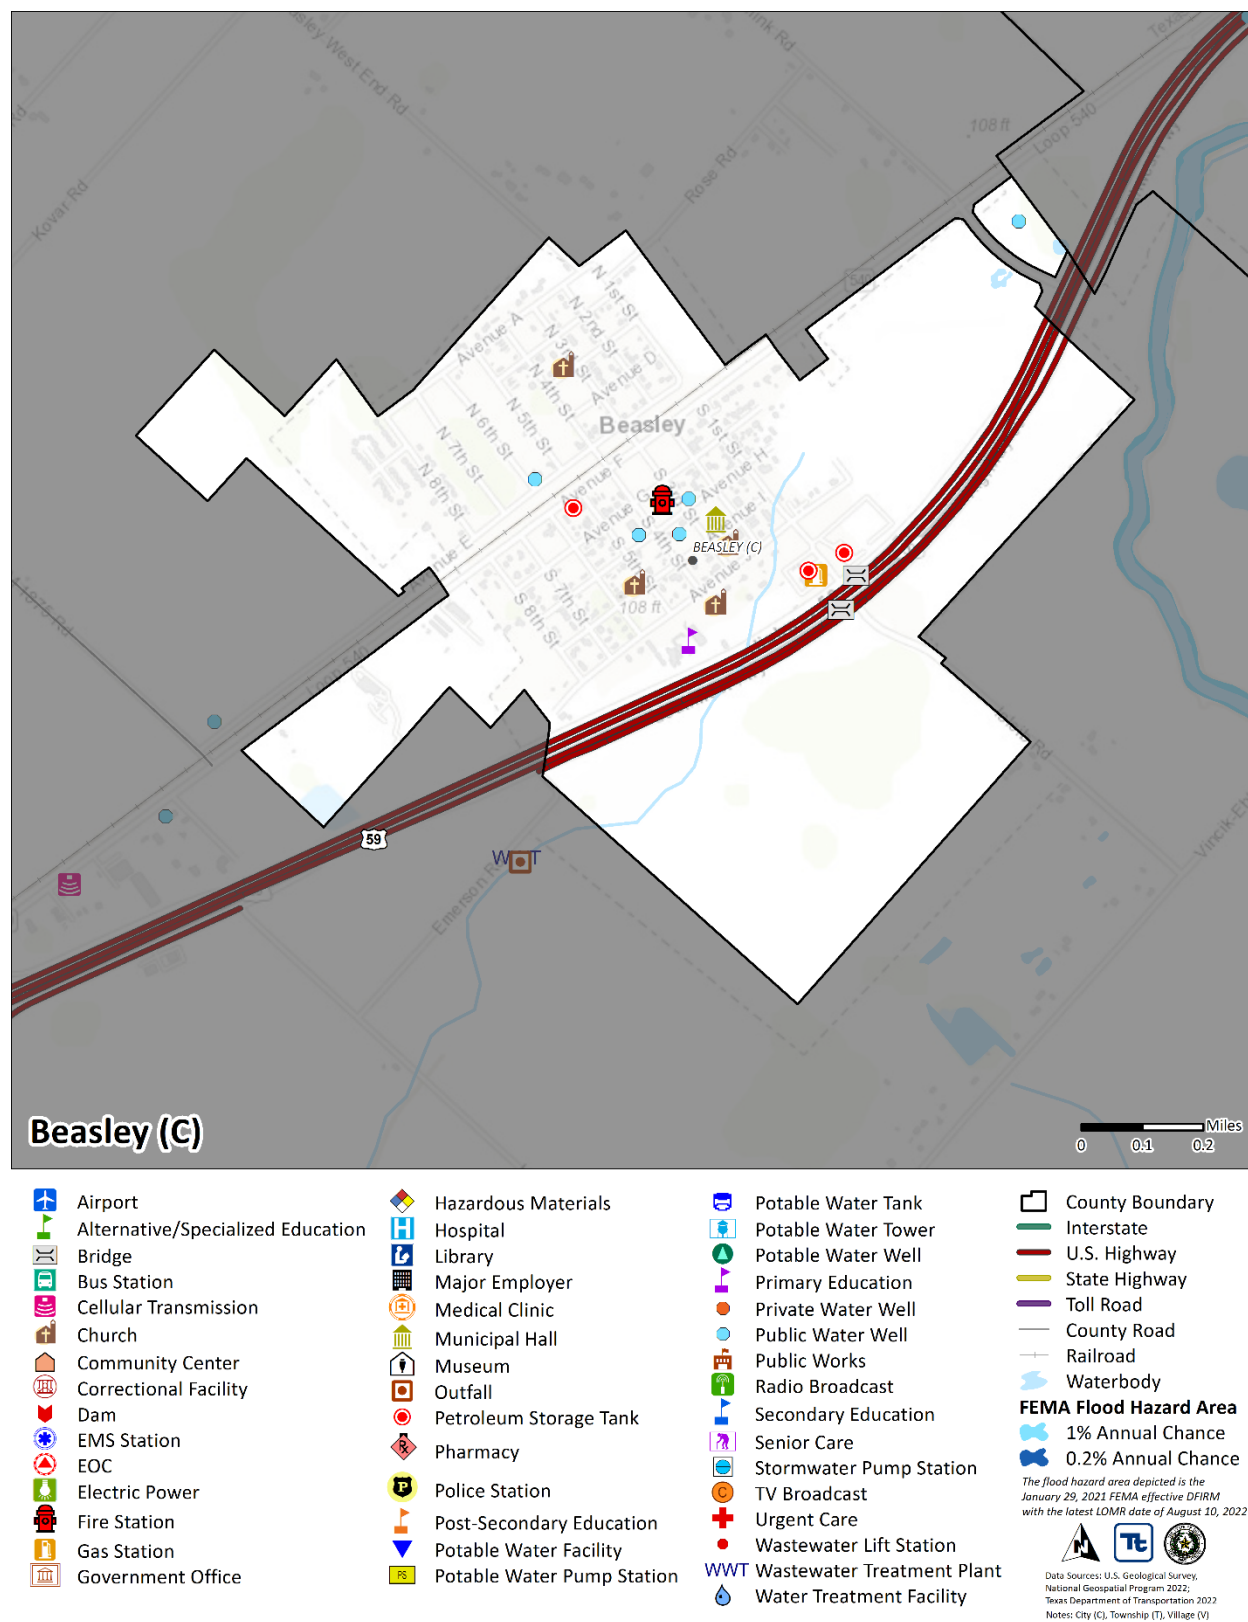 Beasley West End Rd
Kovar Rd
Rose Rd
108 ft
Loop 540
540
N 1st St
N 2nd St
N 4th St
N 5th St
N 6th St
N 7th St
N 8th St
Avenue A
Avenue D
Beasley
S 1st St
Avenue H
Avenue F
Avenue I
Avenue E
S 4th St
S 7th St
S 8th St
BEASLEY (C)
108 ft
Loop 540
59
WWT
Emerson Rd
Beasley (C)
Miles
0
0.1
0.2
Airport
Alternative/Specialized Education
Bridge
Bus Station
Cellular Transmission
Church
Community Center
Correctional Facility
Dam
EMS Station
EOC
Electric Power
Fire Station
Gas Station
Government Office
Hazardous Materials
H
Hospital
Library
Major Employer
Medical Clinic
Municipal Hall
Museum
Outfall
Petroleum Storage Tank
Rx
Pharmacy
P
Police Station
Post-Secondary Education
Potable Water Facility
PS
Potable Water Pump Station
Potable Water Tank
Potable Water Tower
Potable Water Well
Primary Education
Private Water Well
Public Water Well
Public Works
Radio Broadcast
Secondary Education
Senior Care
Stormwater Pump Station
C
TV Broadcast
Urgent Care
Wastewater Lift Station
WWT Wastewater Treatment Plant
Water Treatment Facility
County Boundary
Interstate
U.S. Highway
State Highway
Toll Road
County Road
Railroad
Waterbody
FEMA Flood Hazard Area
1% Annual Chance
0.2% Annual Chance
The flood hazard area depicted is the
January 29, 2021 FEMA effective DFIRM
with the latest LOMR date of August 10, 2022
N
Tt
Data Sources: U.S. Geological Survey,
National Geospatial Program 2022;
Texas Department of Transportation 2022
Notes: City (C), Township (T), Village (V)